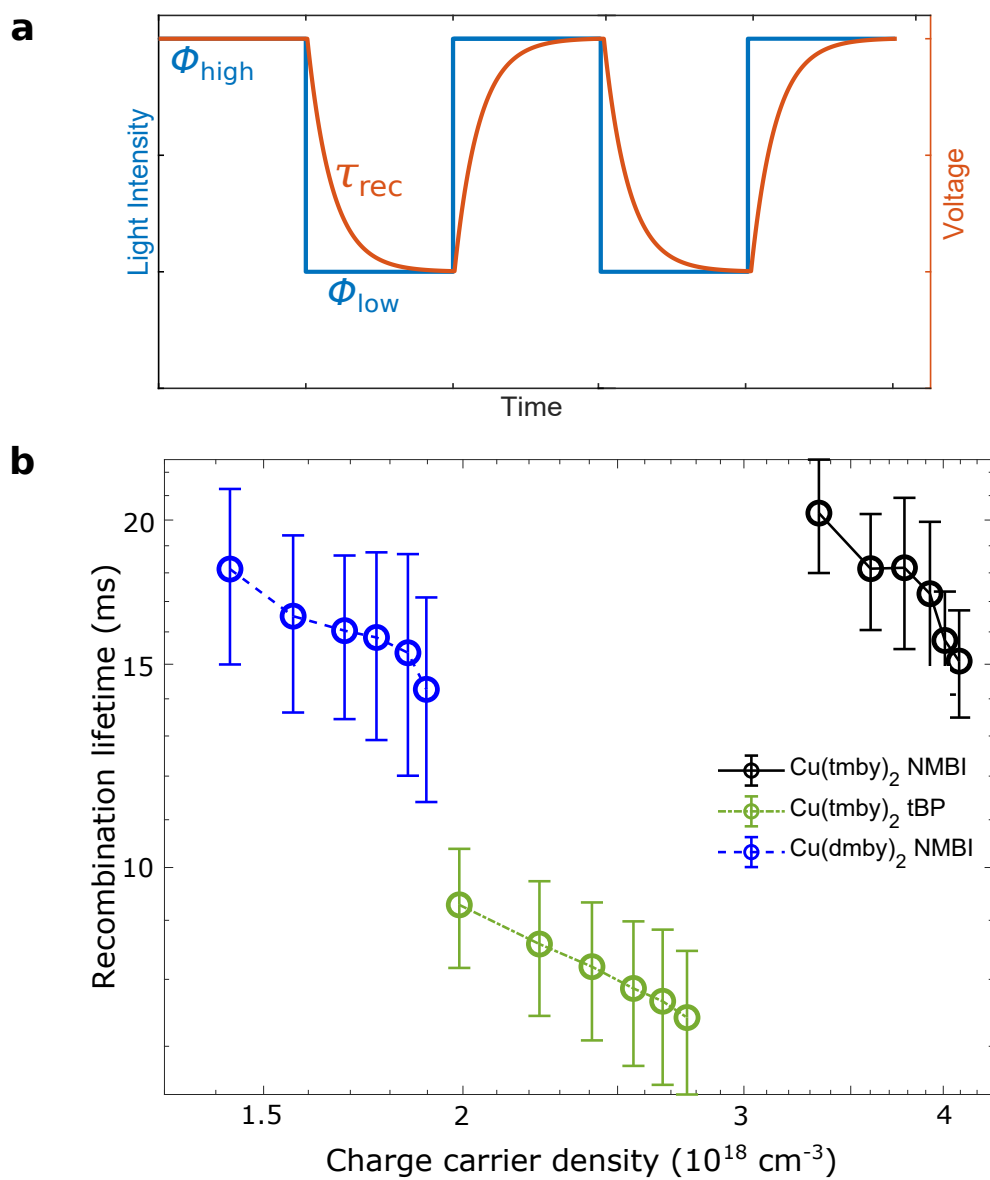 a
Φhigh
Light Intensity
τrec
Voltage
Φlow
Time
b
20
15
10
Recombination lifetime (ms)
Cu(tmby)2 NMBI
Cu(tmby)2 tBP
Cu(dmby)2 NMBI
1.5 2 3 4
Charge carrier density (10^18 cm^-3)